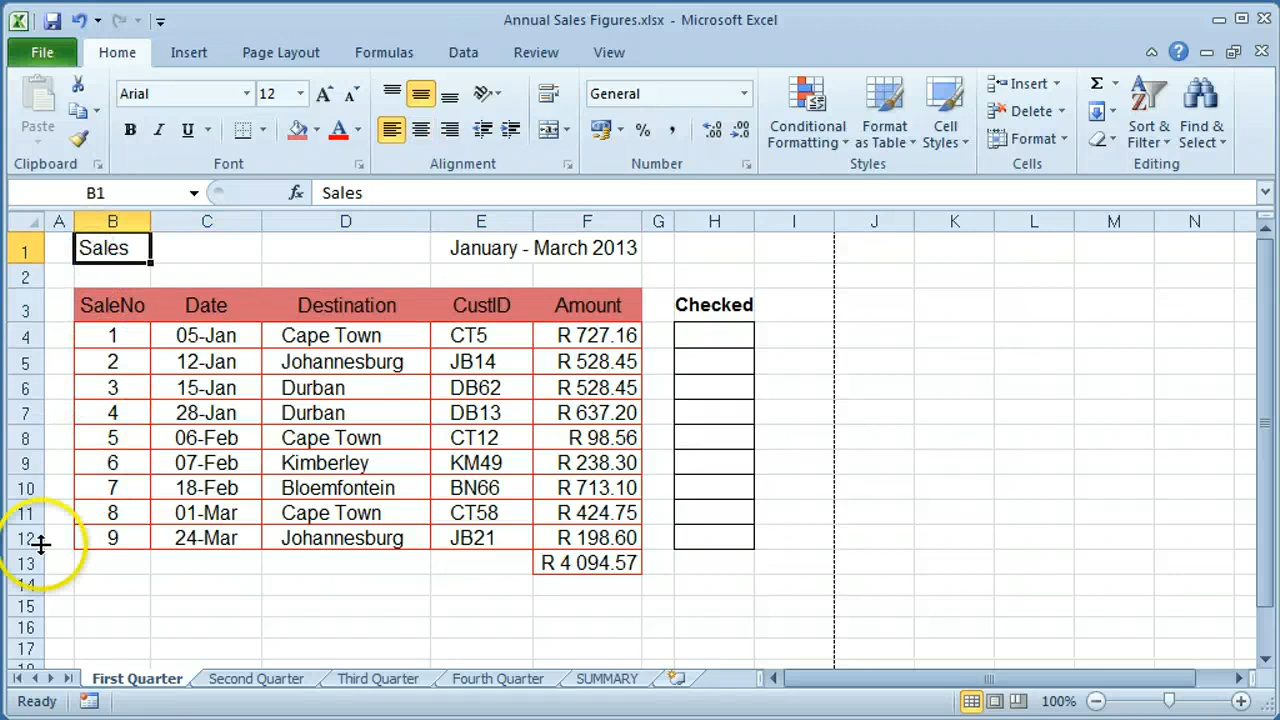 Annual Sales Figures.xlsx - Microsoft Excel
File Home Insert Page Layout Formulas Data Review View
Paste
Arial 12
General
Conditional Formatting
Format as Table
Cell Styles
Insert
Delete
Format
Sort & Filter
Find & Select
Clipboard Font Alignment Number Styles Cells Editing
B1 fx Sales
A B C D E F G H I J K L M N
1 Sales January - March 2013
2
3 SaleNo Date Destination CustID Amount Checked
4 1 05-Jan Cape Town CT5 R 727.16
5 2 12-Jan Johannesburg JB14 R 528.45
6 3 15-Jan Durban DB62 R 528.45
7 4 28-Jan Durban DB13 R 637.20
8 5 06-Feb Cape Town CT12 R 98.56
9 6 07-Feb Kimberley KM49 R 238.30
10 7 18-Feb Bloemfontein BN66 R 713.10
11 8 01-Mar Cape Town CT58 R 424.75
12 9 24-Mar Johannesburg JB21 R 198.60
13 R 4 094.57
14
15
16
17
18
First Quarter Second Quarter Third Quarter Fourth Quarter SUMMARY
Ready 100%